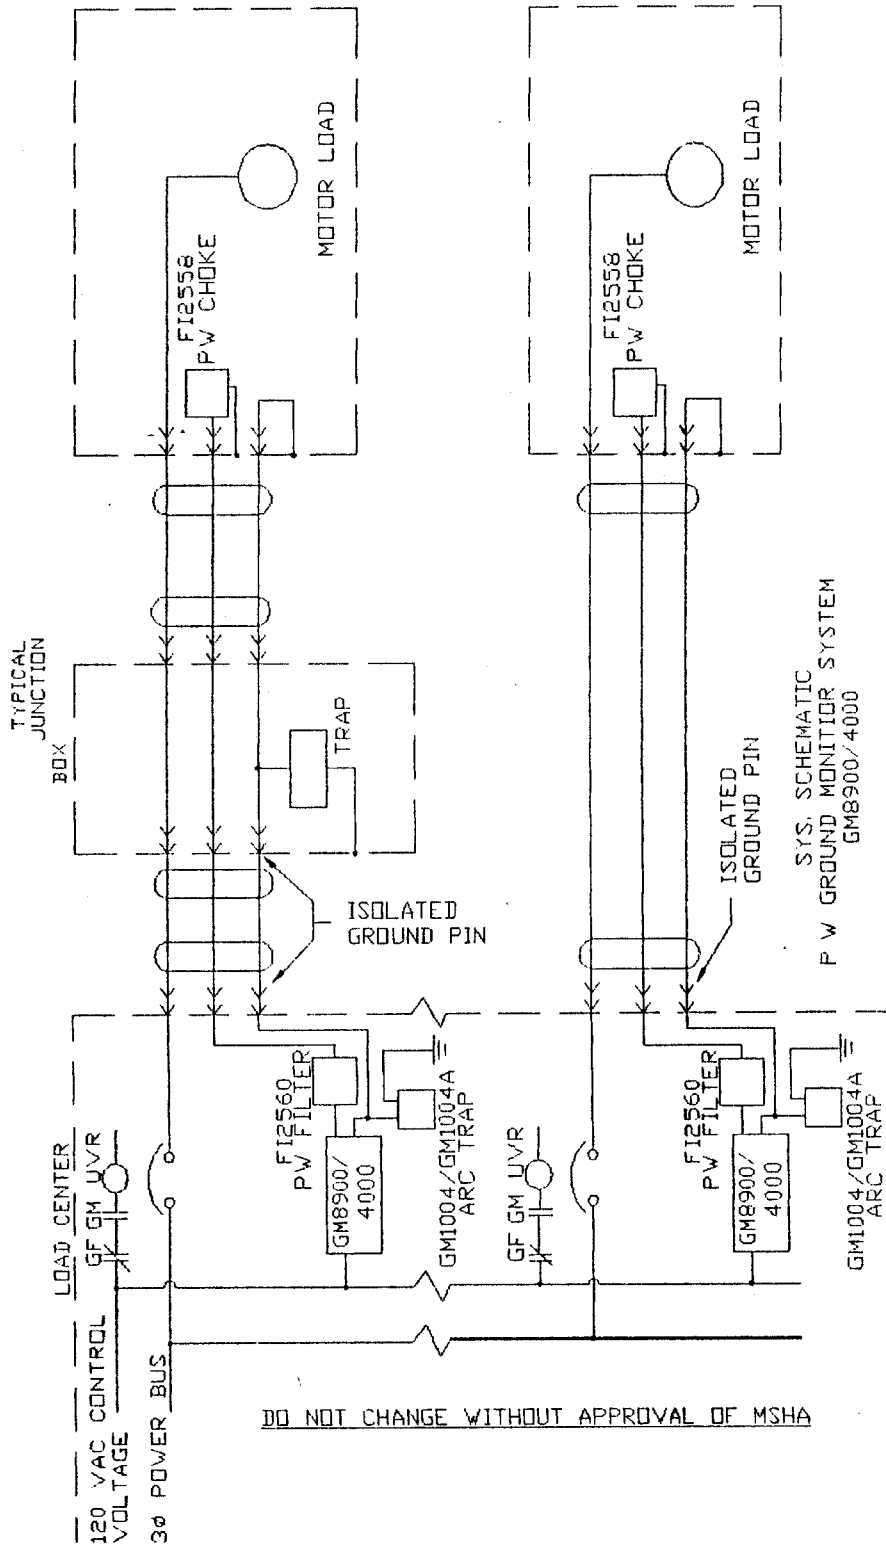 MOTOR LOAD
FI2558
PW CHOKE
TYPICAL
JUNCTION
BOX
TRAP
ISOLATED
GROUND PIN
LOAD CENTER
GF GM UVR
FI2560
PW FILTER
GM8900/
4000
GM1004/GM1004A
ARC TRAP
120 VAC CONTROL
VOLTAGE
3ø POWER BUS
MOTOR LOAD
FI2558
PW CHOKE
ISOLATED
GROUND PIN
SYS. SCHEMATIC
P W GROUND MONITIOR SYSTEM
GM8900/4000
GF GM UVR
FI2560
PW FILTER
GM8900/
4000
GM1004/GM1004A
ARC TRAP
DO NOT CHANGE WITHOUT APPROVAL OF MSHA